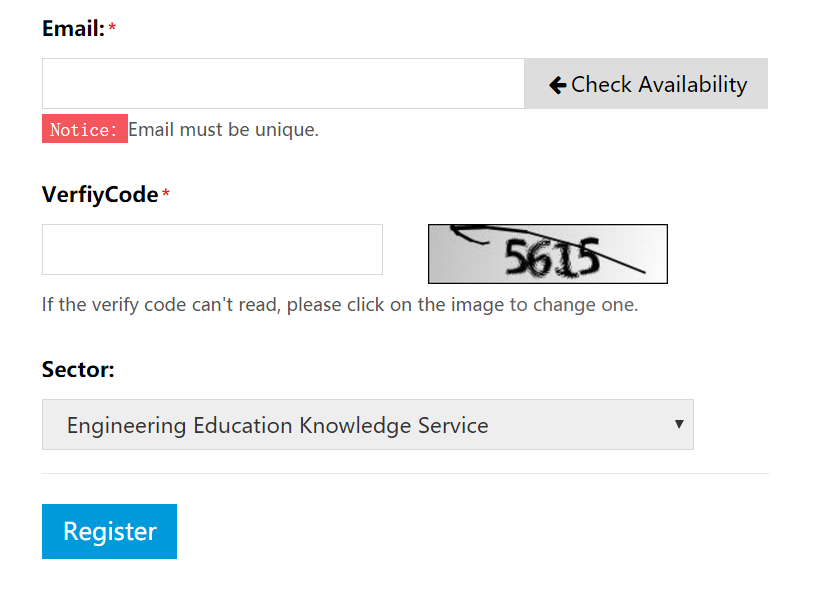 Email:*
← Check Availability
Notice: Email must be unique.
VerfiyCode*
5615
If the verify code can't read, please click on the image to change one.
Sector:
Engineering Education Knowledge Service
Register